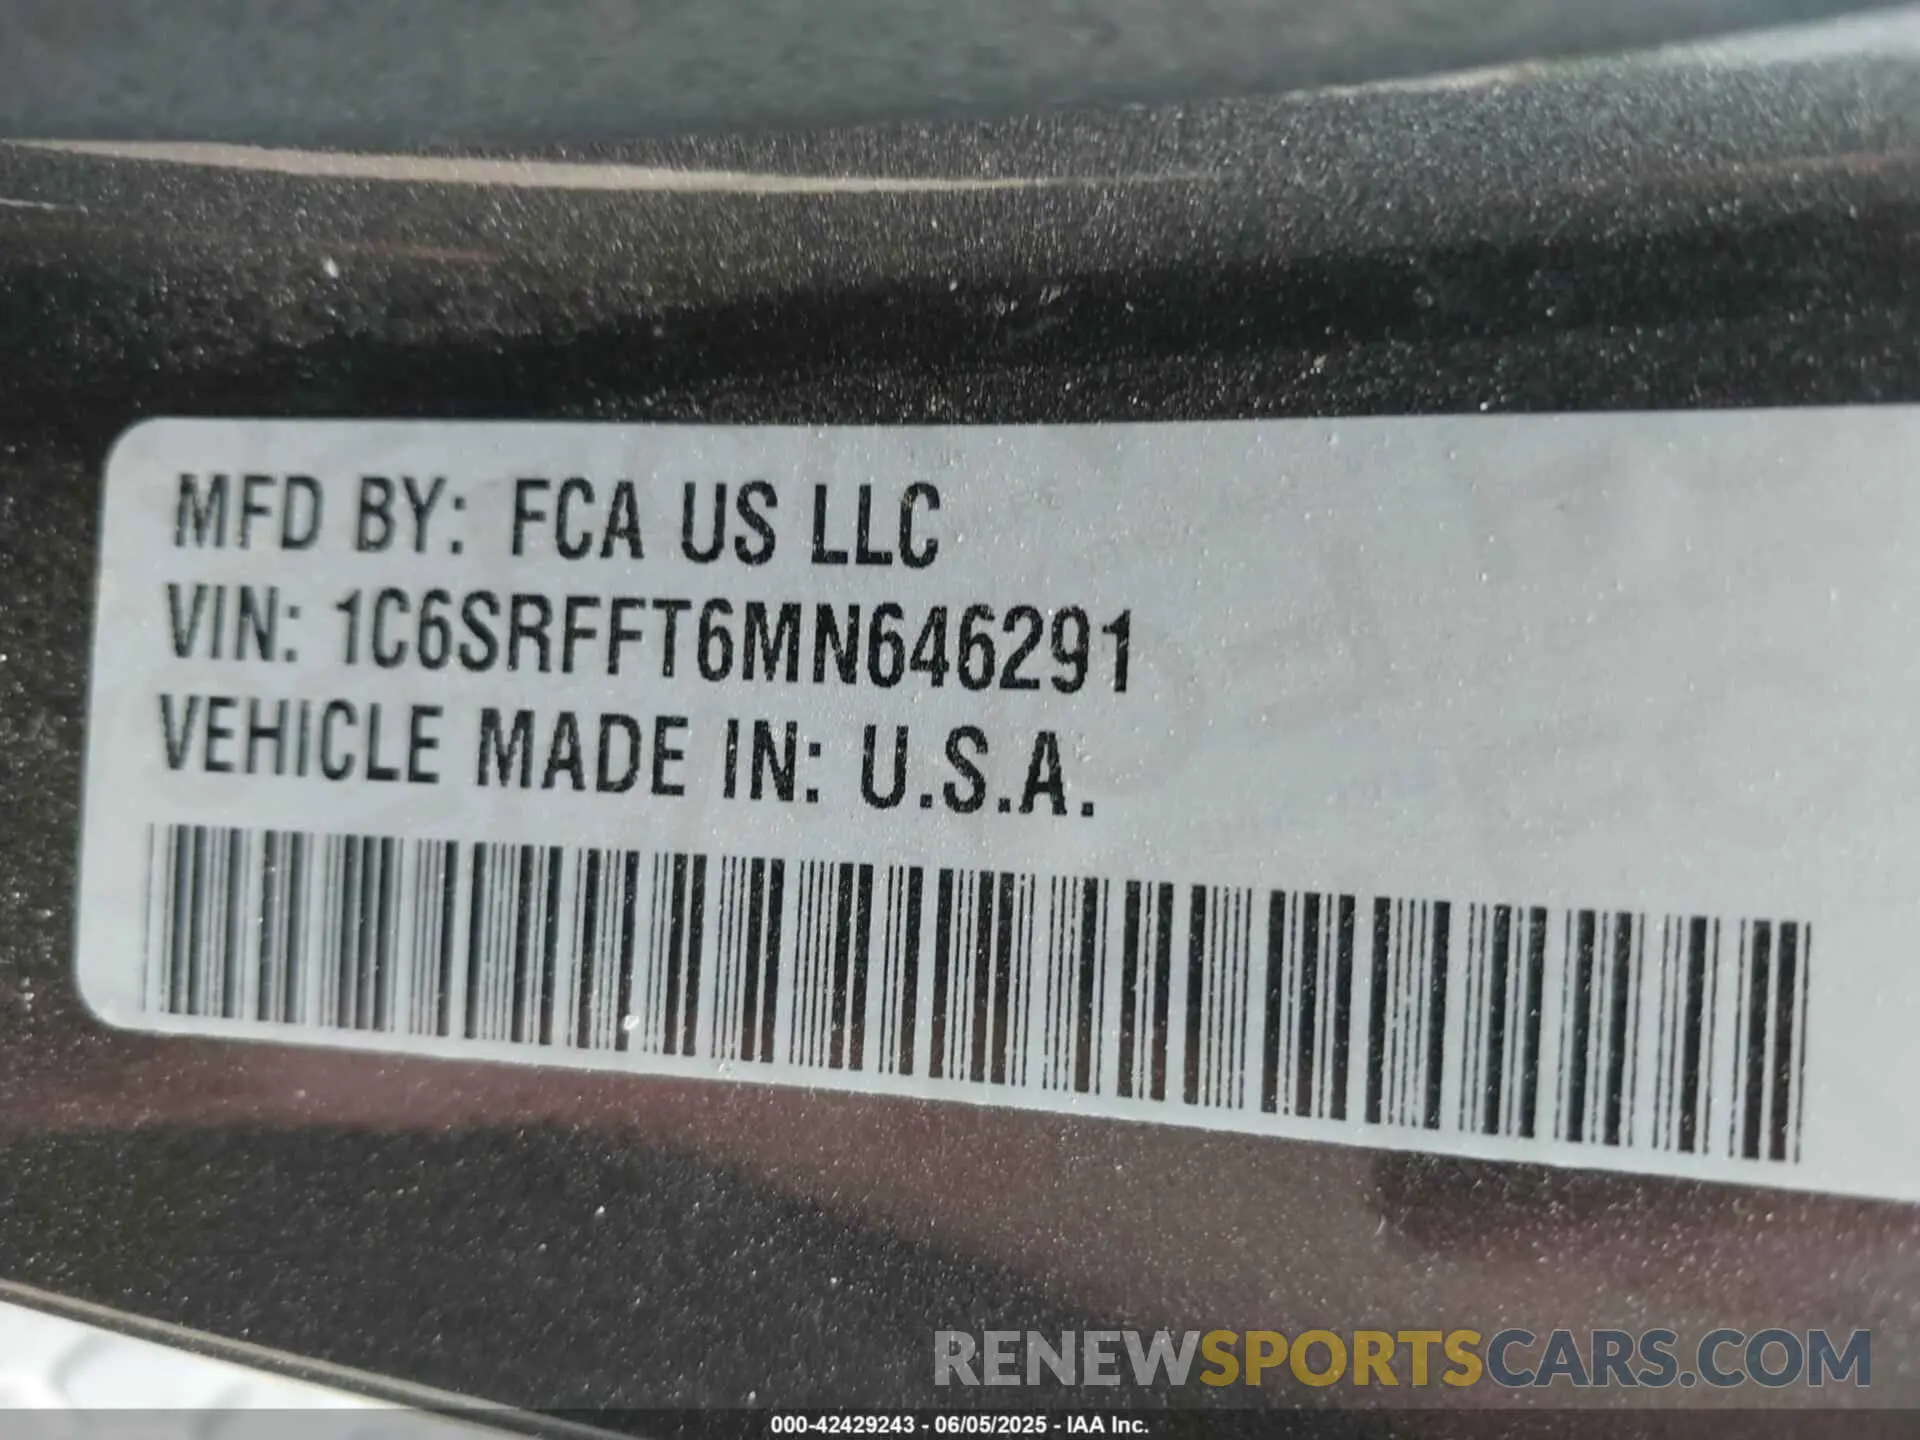 MFD BY: FCA US LLC
VIN: 1C6SRFFT6MN646291
VEHICLE MADE IN: U.S.A.
RENEWSPORTSCARS.COM
000-42429243 - 06/05/2025 - IAA Inc.